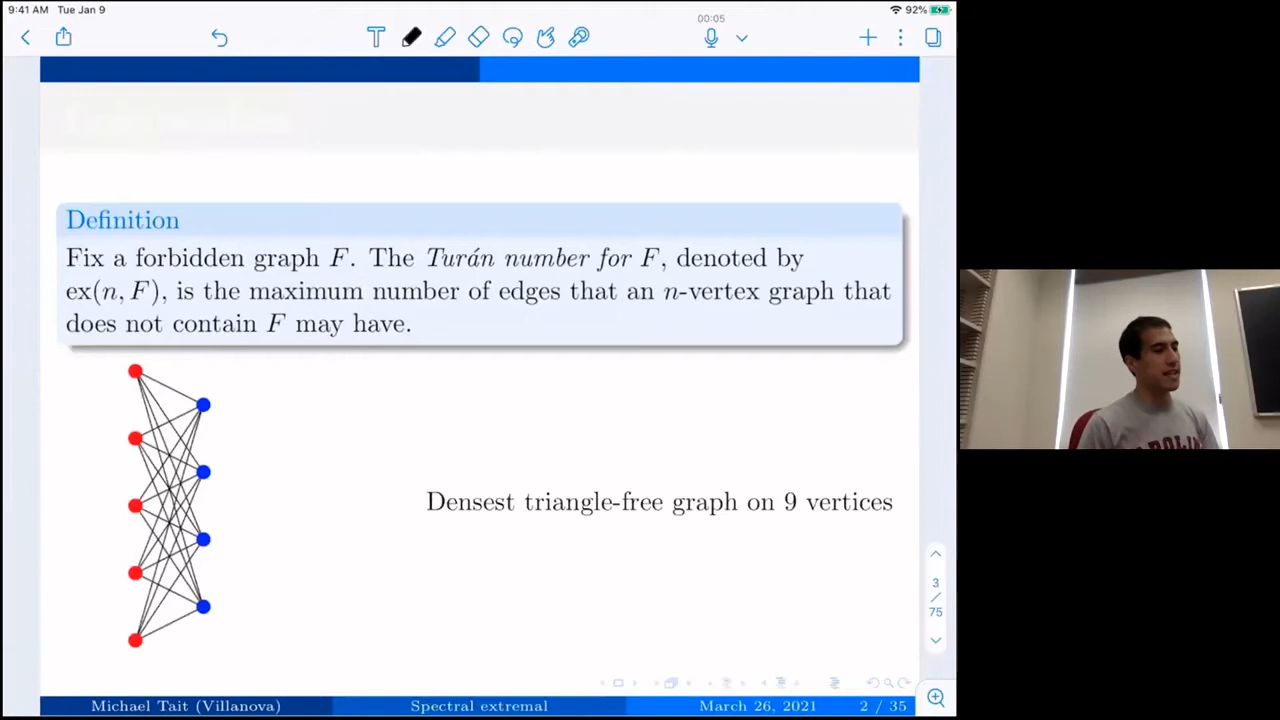 9:41 AM Tue Jan 9
92%
00:05
Definition
Fix a forbidden graph F. The Turán number for F, denoted by
ex(n, F), is the maximum number of edges that an n-vertex graph that
does not contain F may have.
Densest triangle-free graph on 9 vertices
3
/
75
Michael Tait (Villanova) Spectral extremal March 26, 2021 2 / 35